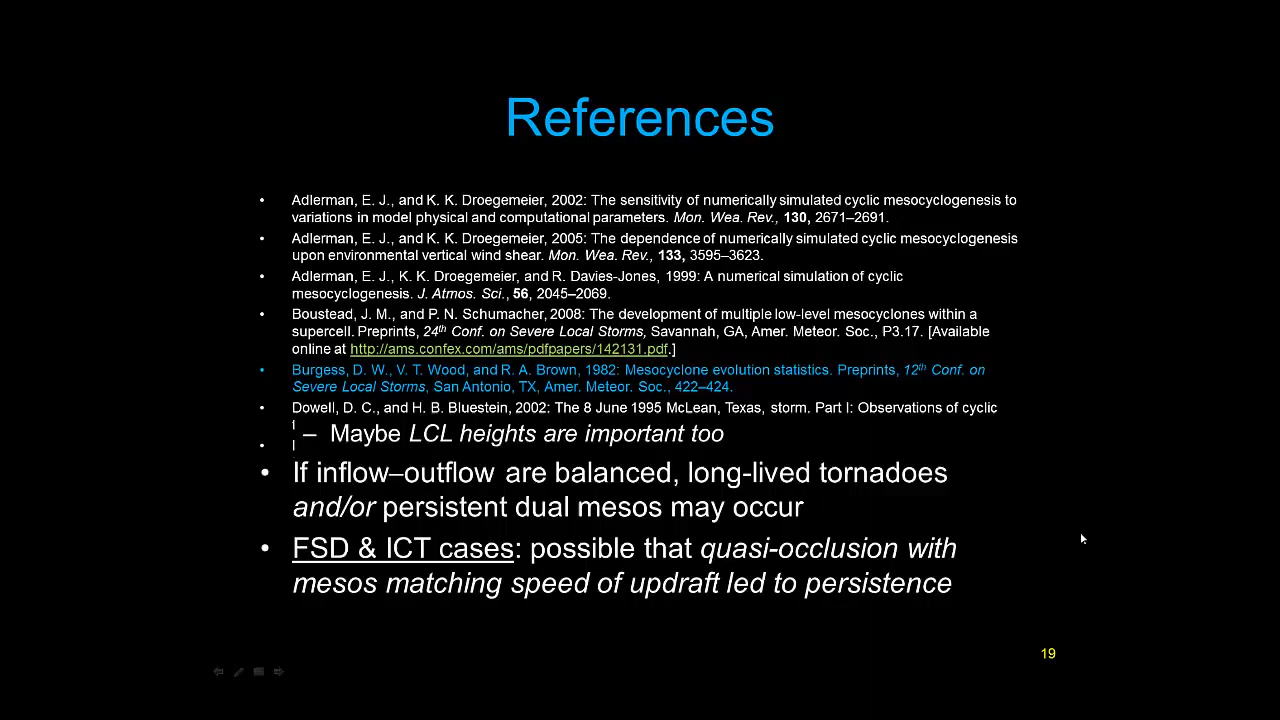 References
• Adlerman, E. J., and K. K. Droegemeier, 2002: The sensitivity of numerically simulated cyclic mesocyclogenesis to
variations in model physical and computational parameters. Mon. Wea. Rev., 130, 2671–2691.
• Adlerman, E. J., and K. K. Droegemeier, 2005: The dependence of numerically simulated cyclic mesocyclogenesis
upon environmental vertical wind shear. Mon. Wea. Rev., 133, 3595–3623.
• Adlerman, E. J., K. K. Droegemeier, and R. Davies-Jones, 1999: A numerical simulation of cyclic
mesocyclogenesis. J. Atmos. Sci., 56, 2045–2069.
• Boustead, J. M., and P. N. Schumacher, 2008: The development of multiple low-level mesocyclones within a
supercell. Preprints, 24th Conf. on Severe Local Storms, Savannah, GA, Amer. Meteor. Soc., P3.17. [Available
online at http://ams.confex.com/ams/pdfpapers/142131.pdf.]
• Burgess, D. W., V. T. Wood, and R. A. Brown, 1982: Mesocyclone evolution statistics. Preprints, 12th Conf. on
Severe Local Storms, San Antonio, TX, Amer. Meteor. Soc., 422–424.
• Dowell, D. C., and H. B. Bluestein, 2002: The 8 June 1995 McLean, Texas, storm. Part I: Observations of cyclic
– Maybe LCL heights are important too
• If inflow–outflow are balanced, long-lived tornadoes
and/or persistent dual mesos may occur
• FSD & ICT cases: possible that quasi-occlusion with
mesos matching speed of updraft led to persistence
19